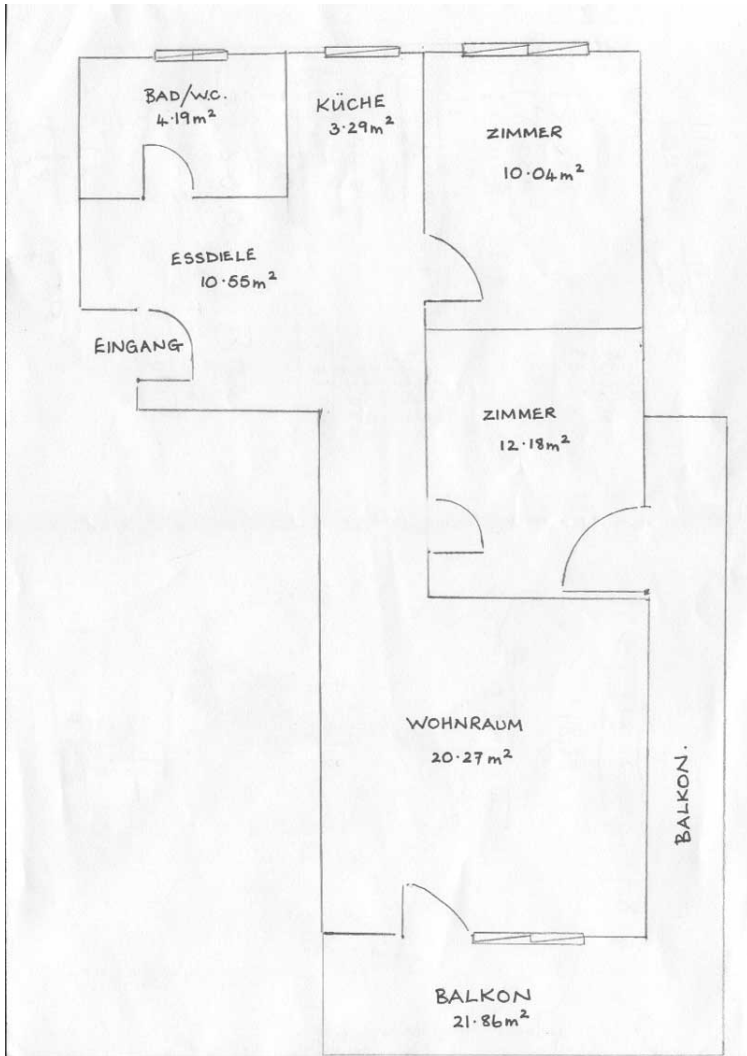 BAD/W.C.
4·19m²
KÜCHE
3·29m²
ZIMMER
10·04m²
ESSDIELE
10·55m²
EINGANG
ZIMMER
12·18m²
WOHNRAUM
20·27m²
BALKON.
BALKON
21·86m²